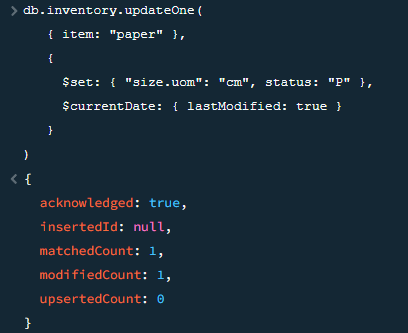 > db.inventory.updateOne(
{ item: "paper" },
{
$set: { "size.uom": "cm", status: "P" },
$currentDate: { lastModified: true }
}
)
< {
acknowledged: true,
insertedId: null,
matchedCount: 1,
modifiedCount: 1,
upsertedCount: 0
}